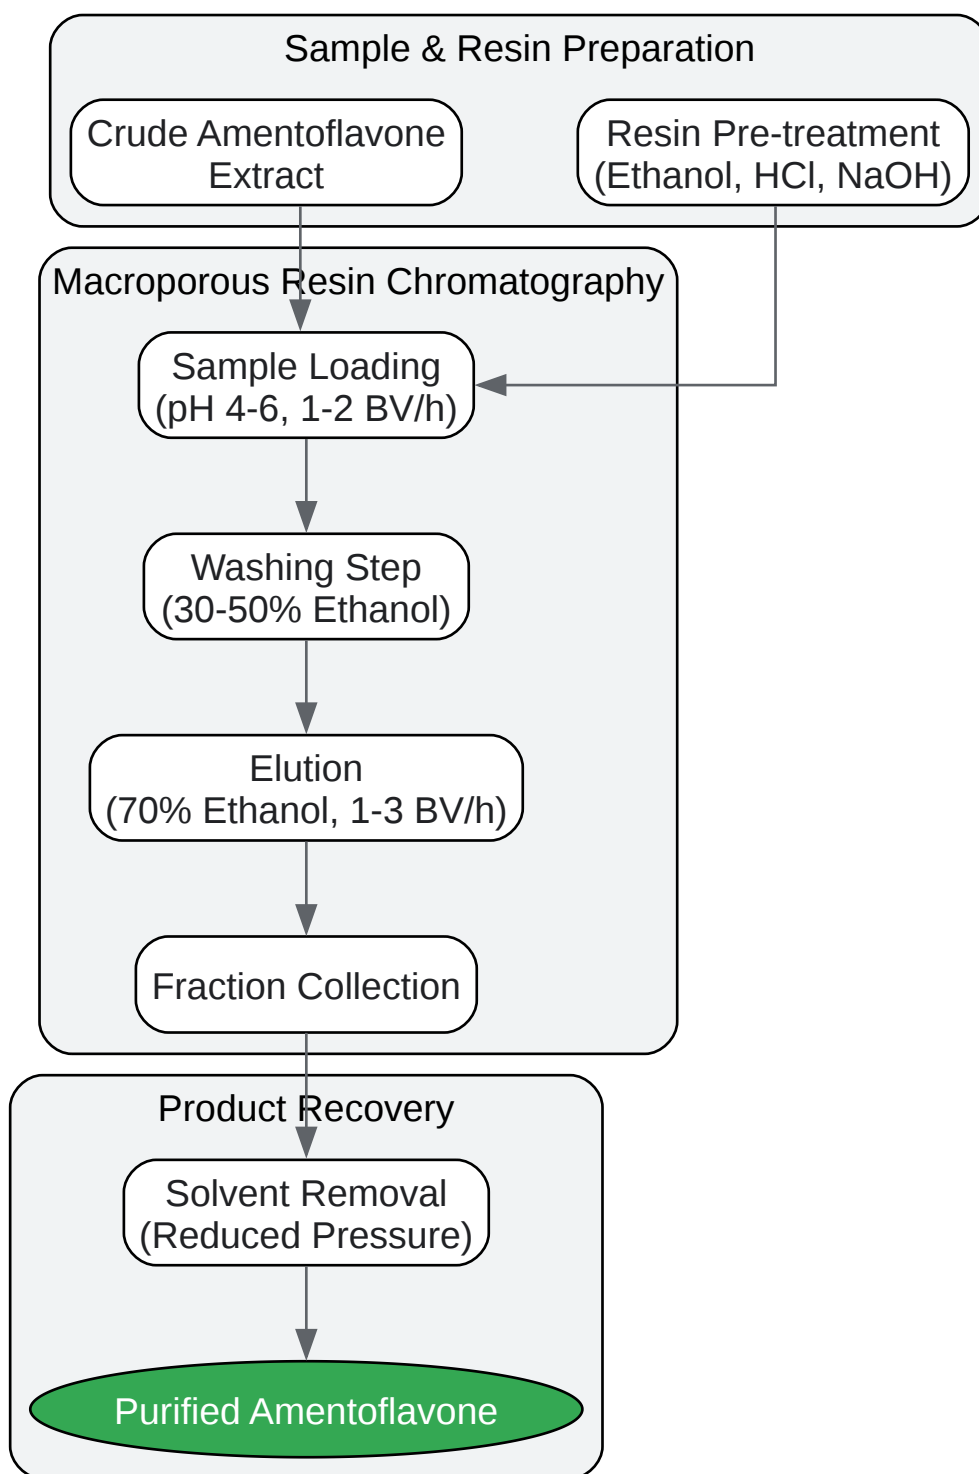 Sample & Resin Preparation
Crude Amentoflavone
Extract
Resin Pre-treatment
(Ethanol, HCl, NaOH)
Macroporous Resin Chromatography
Sample Loading
(pH 4-6, 1-2 BV/h)
Washing Step
(30-50% Ethanol)
Elution
(70% Ethanol, 1-3 BV/h)
Fraction Collection
Product Recovery
Solvent Removal
(Reduced Pressure)
Purified Amentoflavone